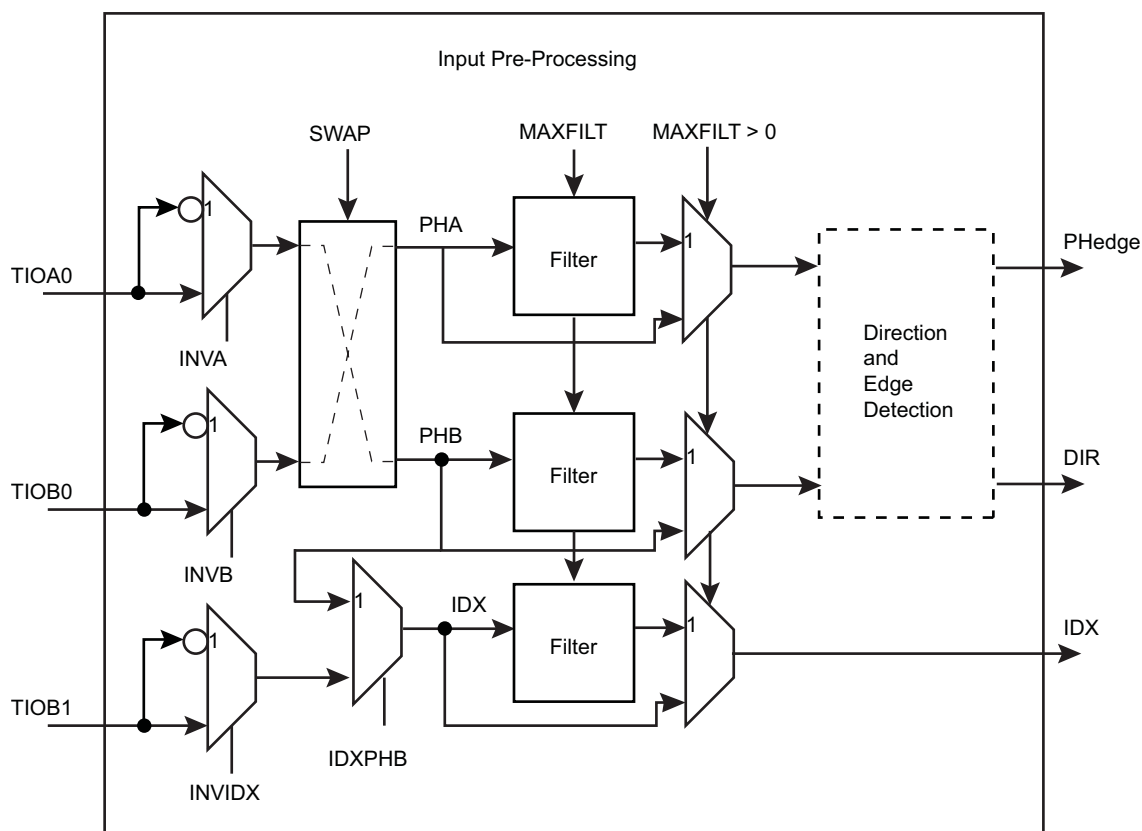 Input Pre-Processing
SWAP
MAXFILT
MAXFILT > 0
1
PHA
1
Filter
PHedge
TIOA0
INVA
Direction
and
Edge
Detection
1
PHB
1
Filter
DIR
TIOB0
INVB
1
IDX
1
Filter
IDX
1
TIOB1
IDXPHB
INVIDX